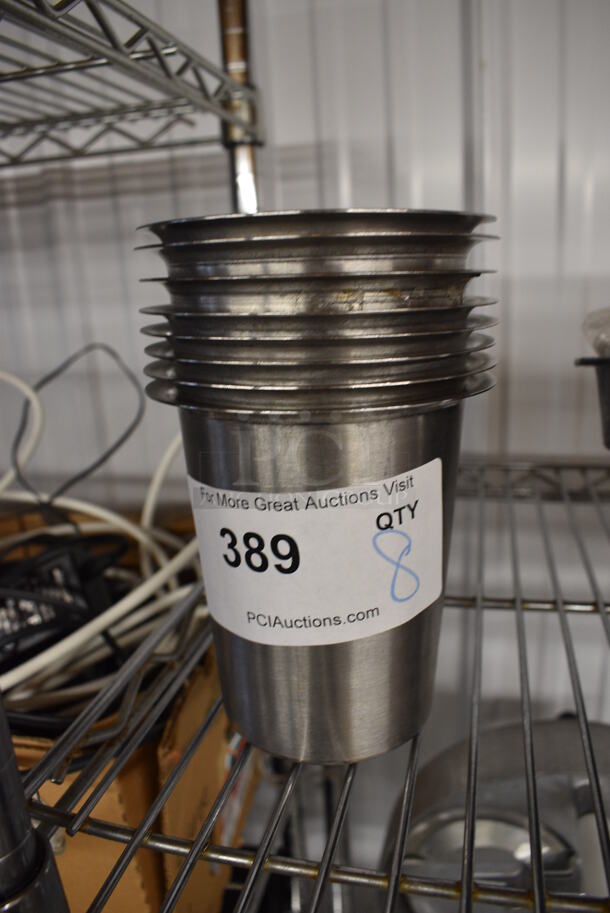 For More Great Auctions Visit
389
QTY
8
PCIAuctions.com